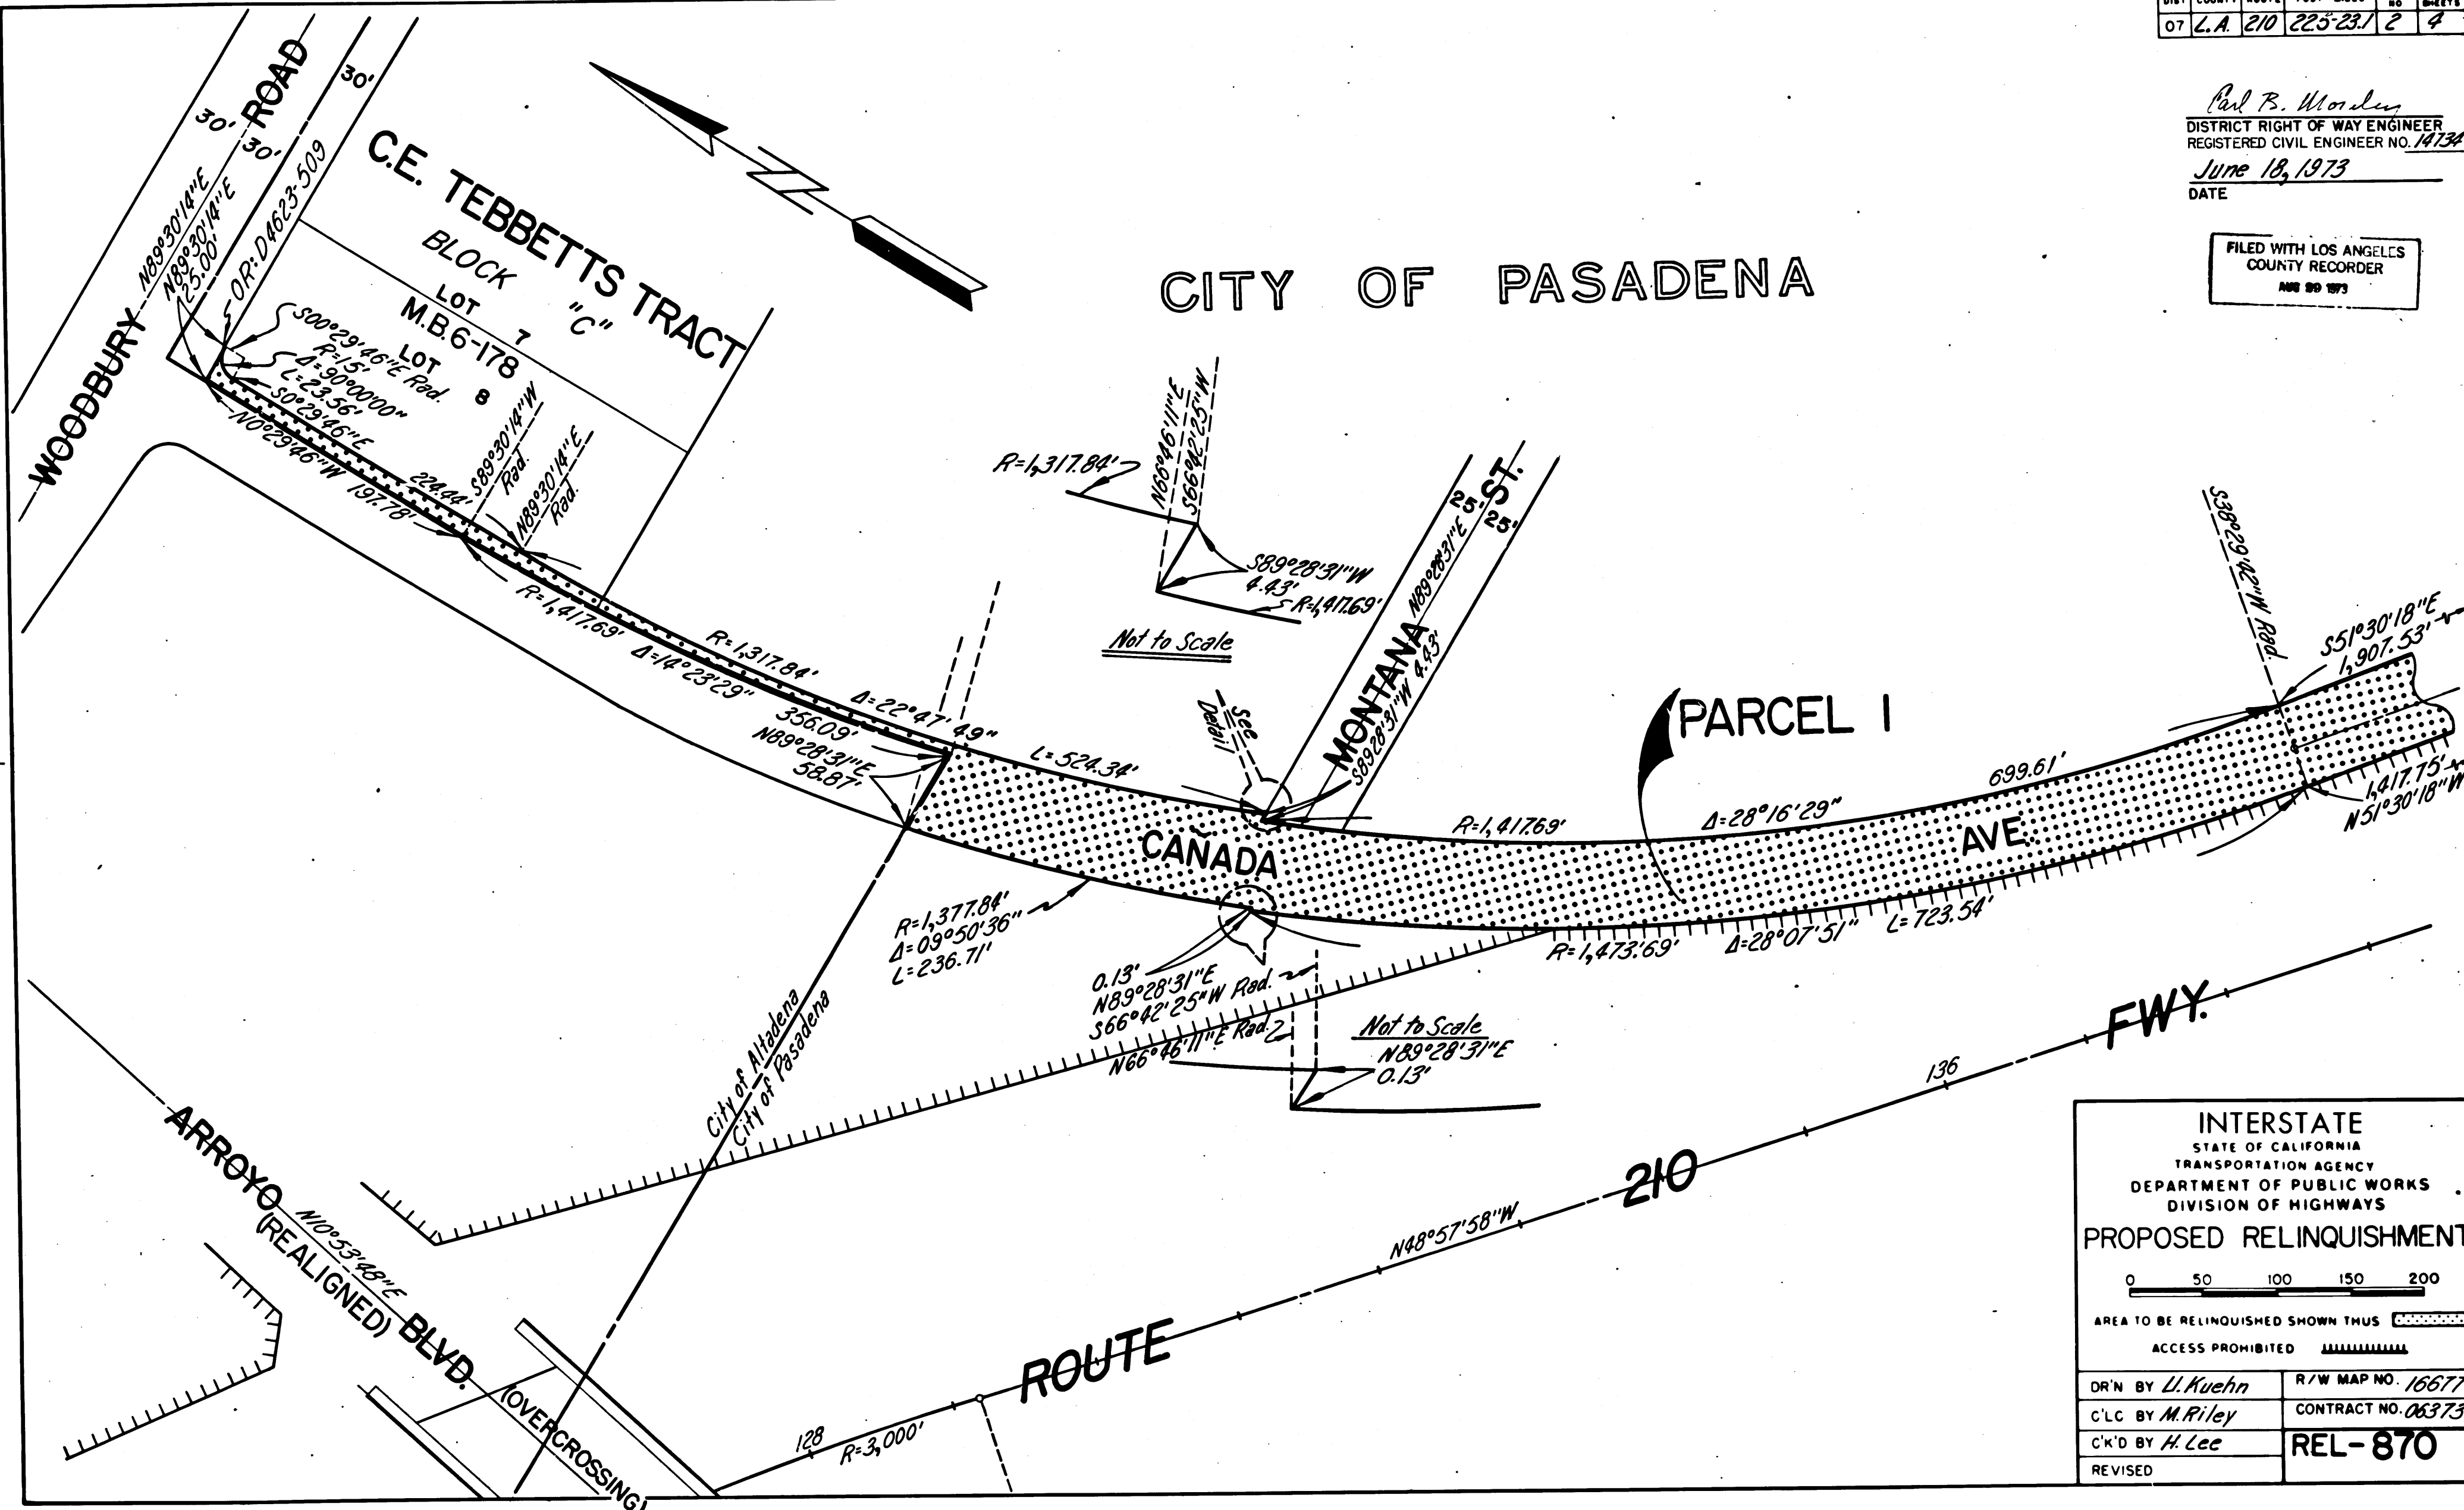 07 L.A. 210 22.5-23.1 2 4
DISTRICT RIGHT OF WAY ENGINEER
REGISTERED CIVIL ENGINEER NO. 14734
June 18, 1973
DATE
FILED WITH LOS ANGELES
COUNTY RECORDER
WOODBURY ROAD
30'
30'
30'
N89°30'14"E
N89°30'14"E
25.00'
OR: D4623-509
C.E. TEBBETTS TRACT
BLOCK "C"
LOT 7
M.B. 6-178
LOT 8
S00°29'46"E Rad.
R=15'
Δ=90°00'00"
L=23.56'
S0°29'46"E
224.44'
N0°29'46"W 197.78'
S89°30'14"W
Rad.
N89°30'14"E
Rad.
CITY OF PASADENA
R=1,317.84'
N66°46'11"E
S66°42'25"W
S89°28'31"W
4.43'
R=1,417.69'
Not to Scale
25'
25'
MONTANA ST.
N89°28'31"E
S89°28'31"W 4.43'
See
Detail
R=1,417.69'
Δ=14°23'29"
356.09'
R=1,317.84'
Δ=22°47'49"
L=524.34'
N89°28'31"E
58.87'
PARCEL 1
S38°29'42"W Rad.
S51°30'18"E
1,907.53'
699.61'
Δ=28°16'29"
R=1,417.69'
1,417.75'
N51°30'18"W
CAÑADA AVE.
R=1,377.84'
Δ=09°50'36"
L=236.71'
0.13'
N89°28'31"E
S66°42'25"W Rad.
N66°46'11"E Rad.
Not to Scale
N89°28'31"E
0.13'
R=1,473.69'
Δ=28°07'51"
L=723.54'
City of Altadena
City of Pasadena
ARROYO BLVD.
N10°53'48"E
(REALIGNED)
(OVERCROSSING)
128
R=3,000'
ROUTE 210 FWY.
N48°57'58"W
136
INTERSTATE
STATE OF CALIFORNIA
TRANSPORTATION AGENCY
DEPARTMENT OF PUBLIC WORKS
DIVISION OF HIGHWAYS
PROPOSED RELINQUISHMENT
0 50 100 150 200
AREA TO BE RELINQUISHED SHOWN THUS
ACCESS PROHIBITED
DR'N BY U. Kuehn
R/W MAP NO. 16677
C'LC BY M. Riley
CONTRACT NO. 06373
C'K'D BY H. Lee
REL-870
REVISED